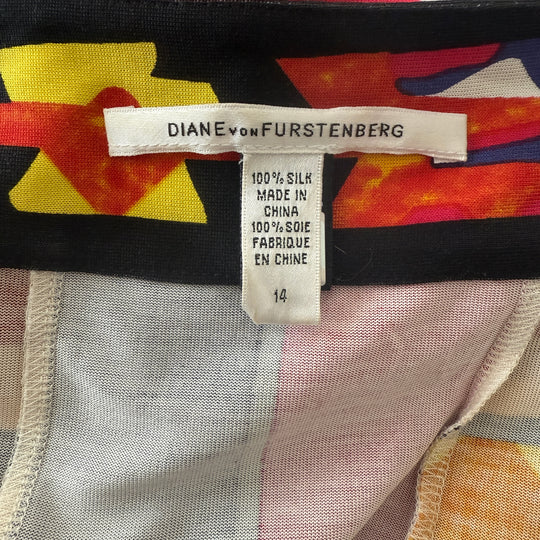 DIANE VON FURSTENBERG
100% SILK
MADE IN
CHINA
100% SOIE
FABRIQUE
EN CHINE
14